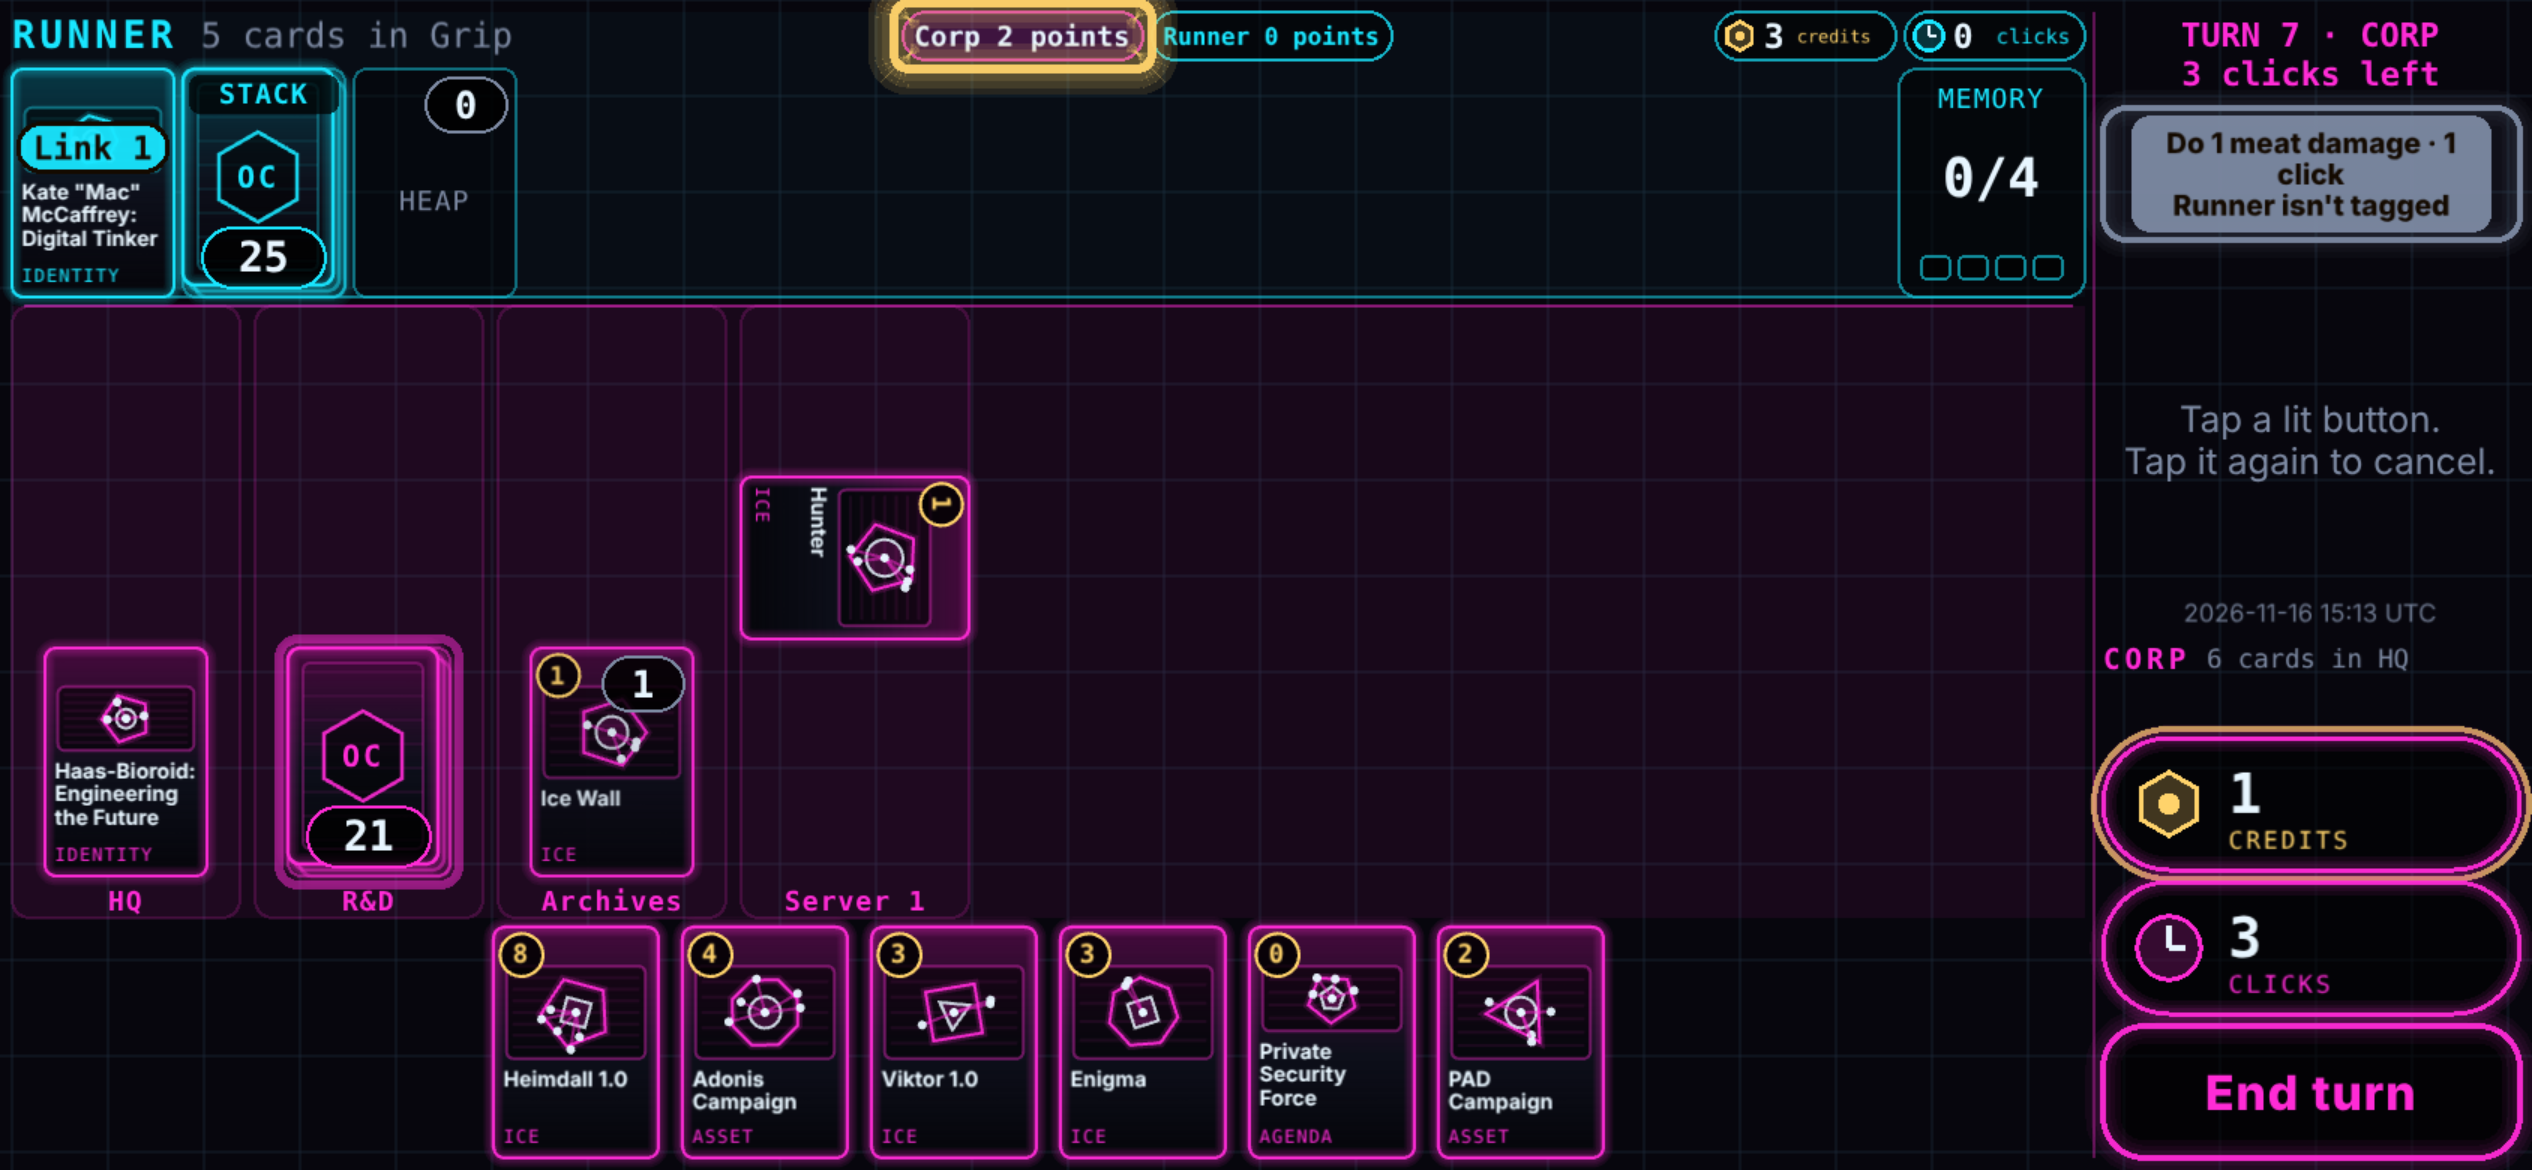 RUNNER 5 cards in Grip
Corp 2 points
Runner 0 points
3 credits
0 clicks
TURN 7 · CORP
3 clicks left
Link 1
Kate "Mac"
McCaffrey:
Digital Tinker
IDENTITY
STACK
OC
25
0
HEAP
MEMORY
0/4
Do 1 meat damage · 1
click
Runner isn't tagged
Tap a lit button.
Tap it again to cancel.
2026-11-16 15:13 UTC
CORP 6 cards in HQ
1
CREDITS
3
CLICKS
End turn
ICE
Hunter
1
Haas-Bioroid:
Engineering
the Future
IDENTITY
HQ
OC
21
R&D
1
1
Ice Wall
ICE
Archives
Server 1
8
Heimdall 1.0
ICE
4
Adonis
Campaign
ASSET
3
Viktor 1.0
ICE
3
Enigma
ICE
0
Private
Security
Force
AGENDA
2
PAD
Campaign
ASSET